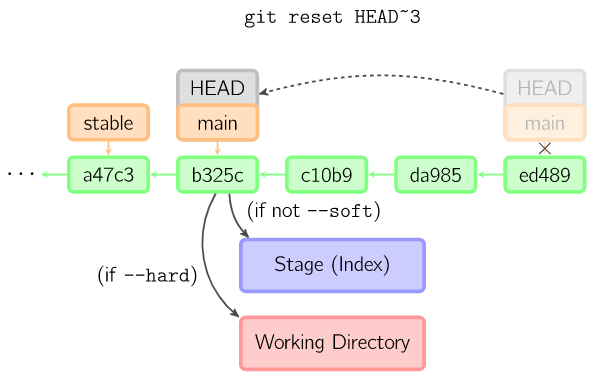 git reset HEAD~3
HEAD
HEAD
stable
main
main
···
a47c3
b325c
c10b9
da985
ed489
(if not --soft)
Stage (Index)
(if --hard)
Working Directory